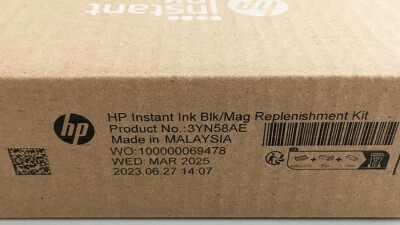 hp instant
hp
HP Instant Ink Blk/Mag Replenishment Kit
Product No.:3YN58AE
Made in MALAYSIA
WO:100000069478
WED: MAR 2025
2023.06.27 14:07